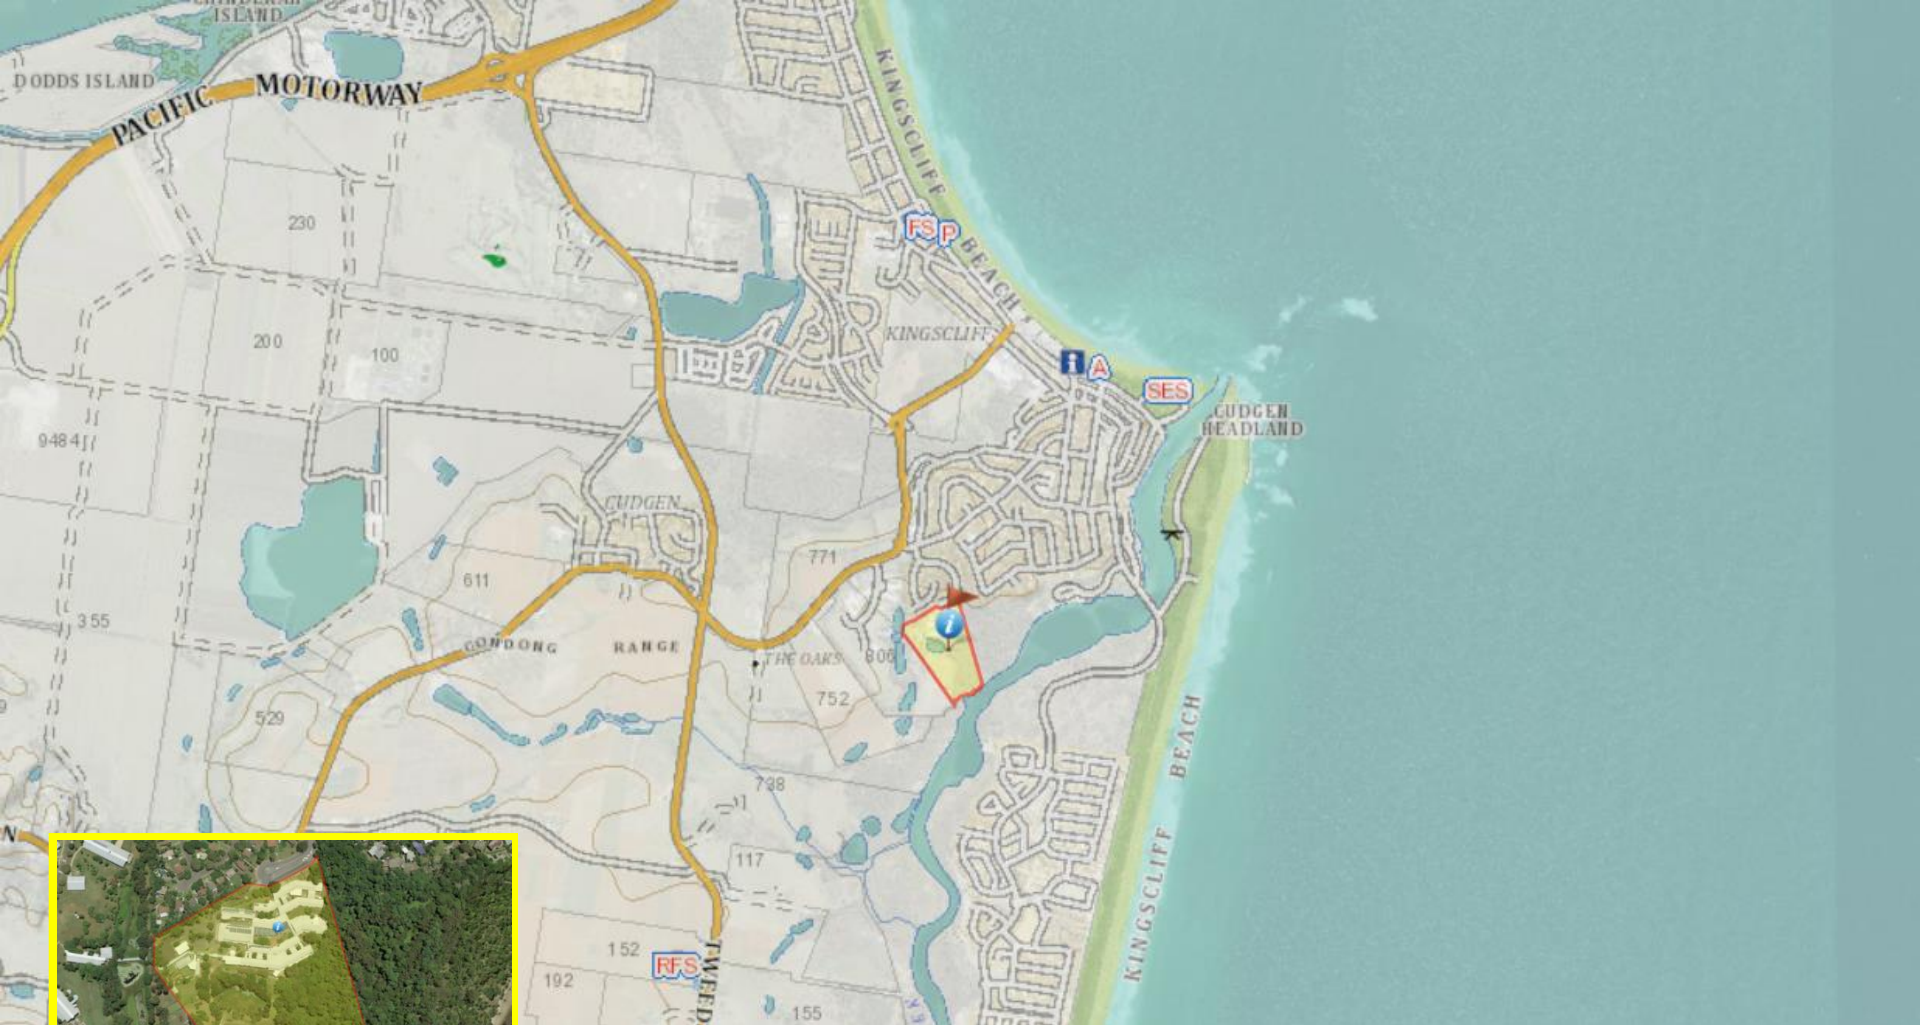 ISLAND
DODDS ISLAND
PACIFIC MOTORWAY
KINGSCLIFF BEACH
230
FS P
200
100
KINGSCLIFF
i A
SES
CUDGEN
HEADLAND
9484
CUDGEN
771
611
355
CONDONG RANGE
i
THE OAKS
806
752
529
KINGSCLIFF BEACH
738
N
117
152
RFS
192
TWEED
155